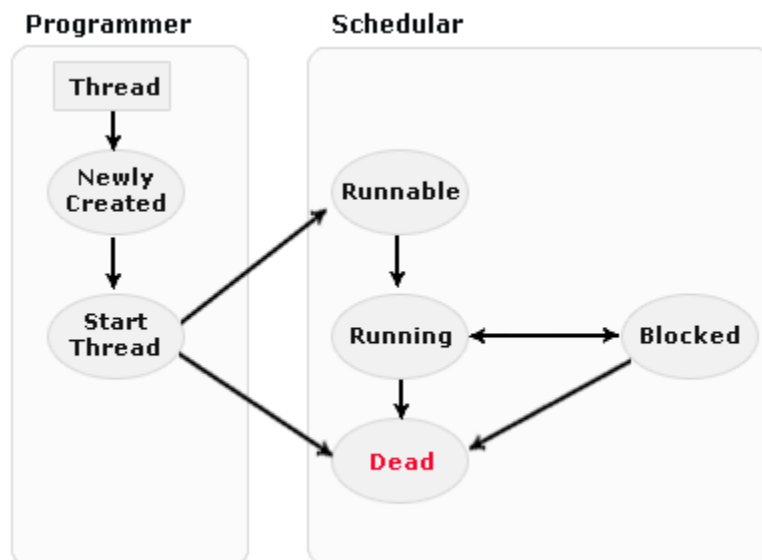 Programmer
Schedular
Thread
Newly
Created
Start
Thread
Runnable
Running
Blocked
Dead